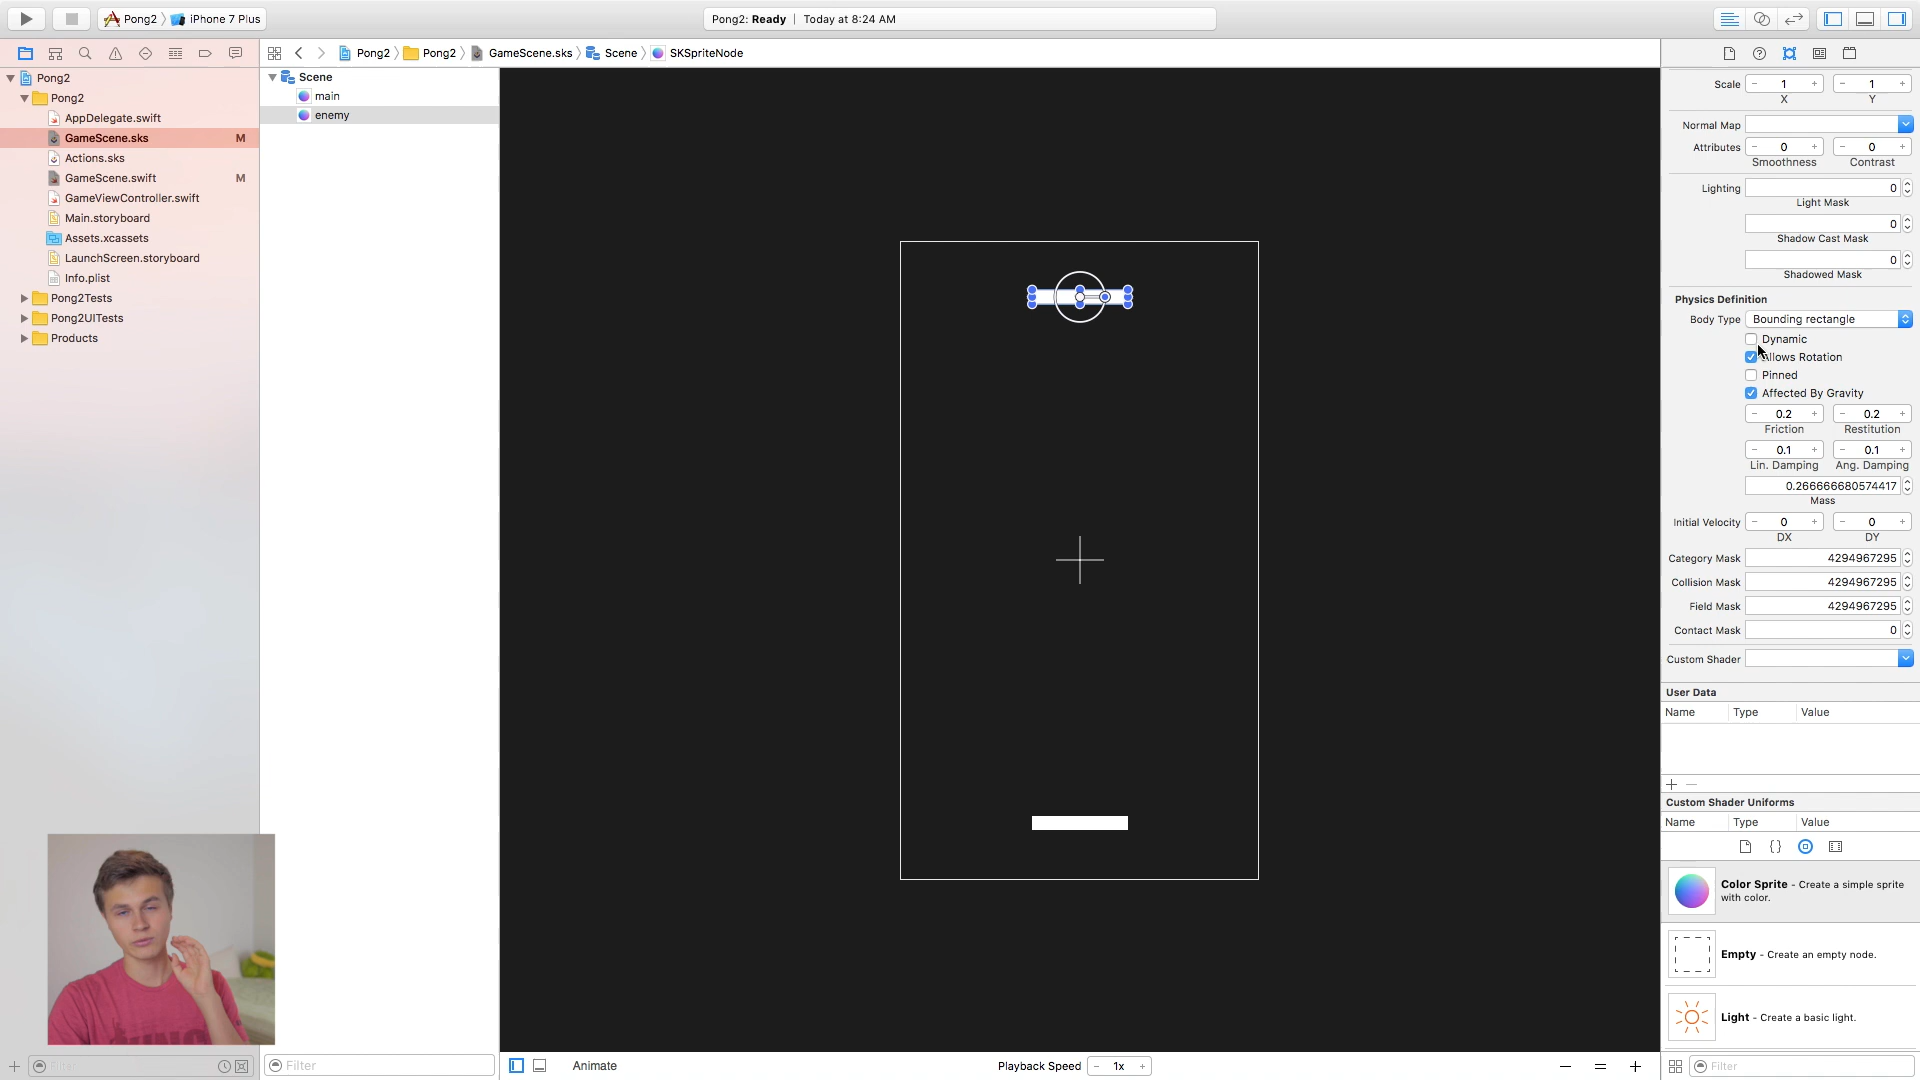 Pong2 iPhone 7 Plus
Pong2: Ready | Today at 8:24 AM
Pong2 Pong2 GameScene.sks Scene SKSpriteNode
Pong2
Pong2
AppDelegate.swift
GameScene.sks M
Actions.sks
GameScene.swift M
GameViewController.swift
Main.storyboard
Assets.xcassets
LaunchScreen.storyboard
Info.plist
Pong2Tests
Pong2UITests
Products
Filter
Scene
main
enemy
Filter
Animate
Playback Speed - 1x +
Scale - 1 + - 1 +
X Y
Normal Map
Attributes - 0 + - 0 +
Smoothness Contrast
Lighting 0
Light Mask
0
Shadow Cast Mask
0
Shadowed Mask
Physics Definition
Body Type Bounding rectangle
Dynamic
Allows Rotation
Pinned
Affected By Gravity
- 0.2 + - 0.2 +
Friction Restitution
- 0.1 + - 0.1 +
Lin. Damping Ang. Damping
0.266666680574417
Mass
Initial Velocity - 0 + - 0 +
DX DY
Category Mask 4294967295
Collision Mask 4294967295
Field Mask 4294967295
Contact Mask 0
Custom Shader
User Data
Name Type Value
Custom Shader Uniforms
Name Type Value
{}
Color Sprite - Create a simple sprite
with color.
Empty - Create an empty node.
Light - Create a basic light.
Filter